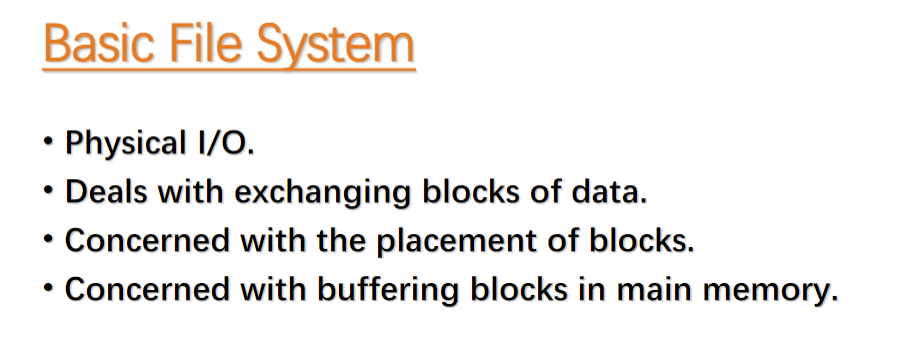 Basic File System
• Physical I/O.
• Deals with exchanging blocks of data.
• Concerned with the placement of blocks.
• Concerned with buffering blocks in main memory.